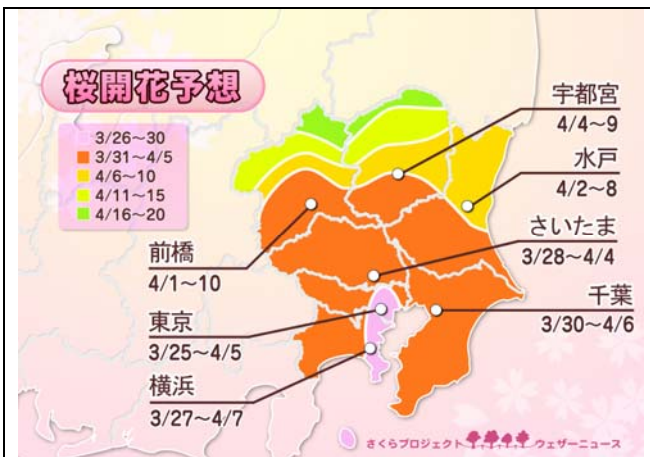 桜開花予想
3/26～30
3/31～4/5
4/6～10
4/11～15
4/16～20
宇都宮
4/4～9
水戸
4/2～8
さいたま
3/28～4/4
千葉
3/30～4/6
前橋
4/1～10
東京
3/25～4/5
横浜
3/27～4/7
さくらプロジェクト ウェザーニュース